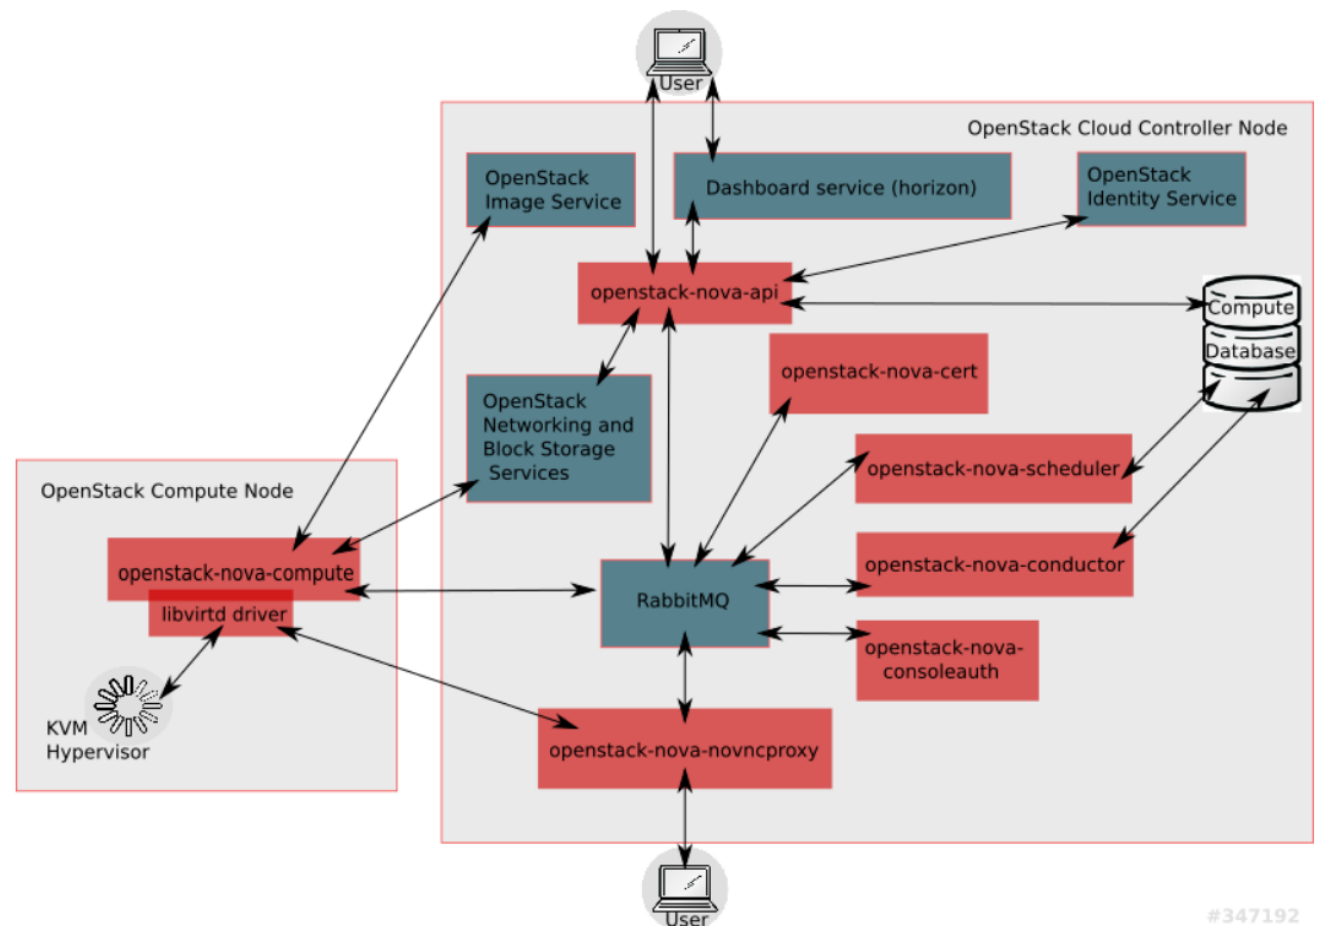 User
OpenStack Cloud Controller Node
OpenStack
Image Service
Dashboard service (horizon)
OpenStack
Identity Service
openstack-nova-api
Compute
Database
openstack-nova-cert
OpenStack
Networking and
Block Storage
Services
openstack-nova-scheduler
OpenStack Compute Node
openstack-nova-compute
libvirtd driver
openstack-nova-conductor
RabbitMQ
openstack-nova-
consoleauth
KVM
Hypervisor
openstack-nova-novncproxy
User
#347192